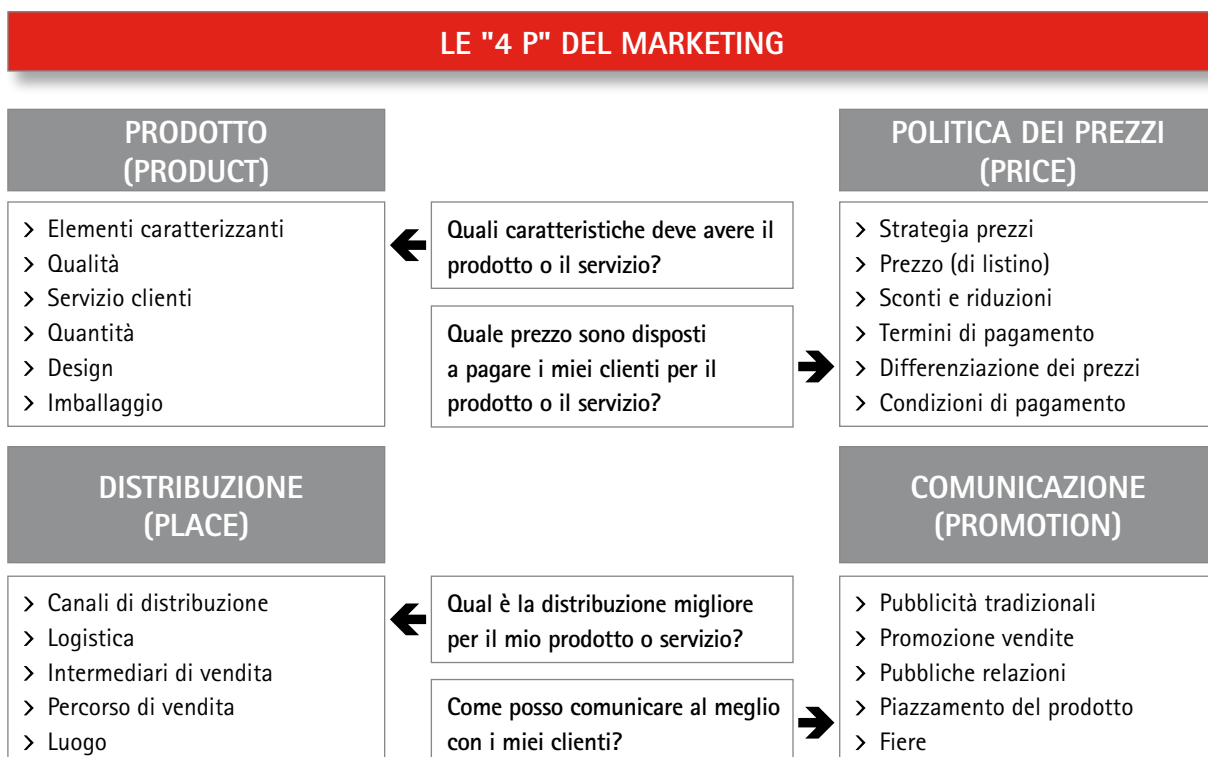 LE "4 P" DEL MARKETING
PRODOTTO
(PRODUCT)
> Elementi caratterizzanti
> Qualità
> Servizio clienti
> Quantità
> Design
> Imballaggio
Quali caratteristiche deve avere il
prodotto o il servizio?
Quale prezzo sono disposti
a pagare i miei clienti per il
prodotto o il servizio?
POLITICA DEI PREZZI
(PRICE)
> Strategia prezzi
> Prezzo (di listino)
> Sconti e riduzioni
> Termini di pagamento
> Differenziazione dei prezzi
> Condizioni di pagamento
DISTRIBUZIONE
(PLACE)
> Canali di distribuzione
> Logistica
> Intermediari di vendita
> Percorso di vendita
> Luogo
Qual è la distribuzione migliore
per il mio prodotto o servizio?
Come posso comunicare al meglio
con i miei clienti?
COMUNICAZIONE
(PROMOTION)
> Pubblicità tradizionali
> Promozione vendite
> Pubbliche relazioni
> Piazzamento del prodotto
> Fiere